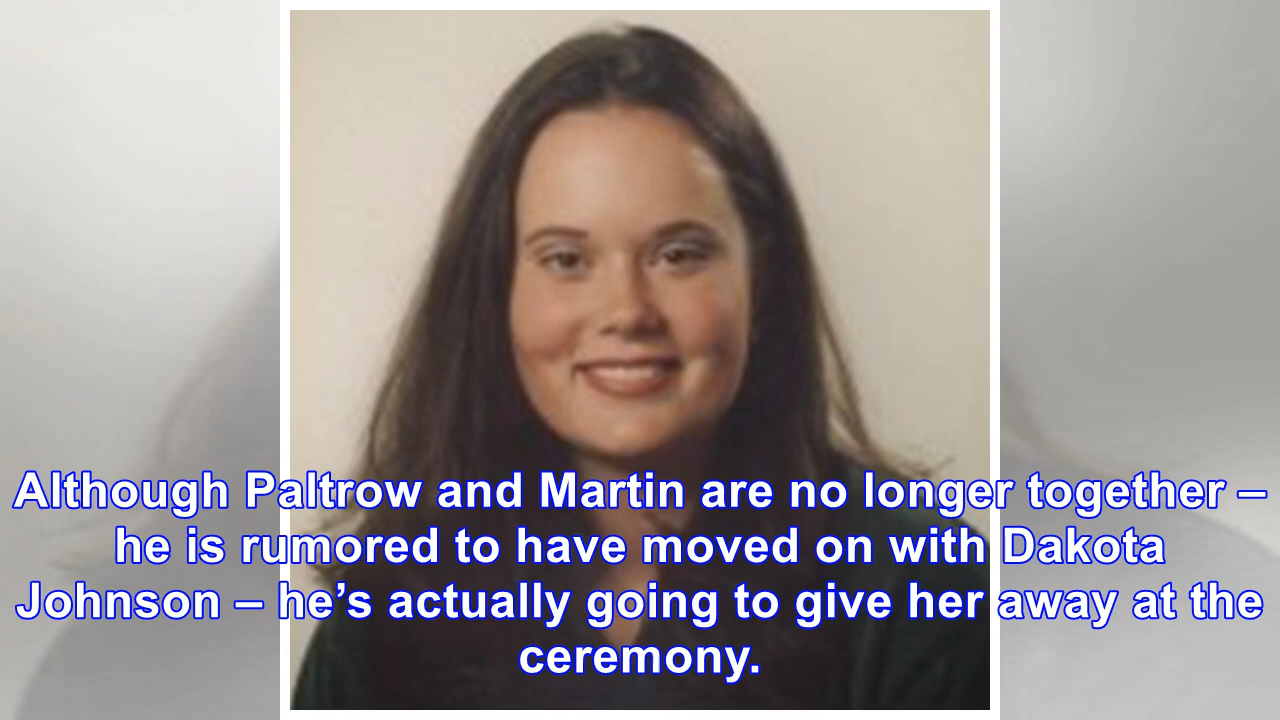 Although Paltrow and Martin are no longer together –
he is rumored to have moved on with Dakota
Johnson – he’s actually going to give her away at the
ceremony.